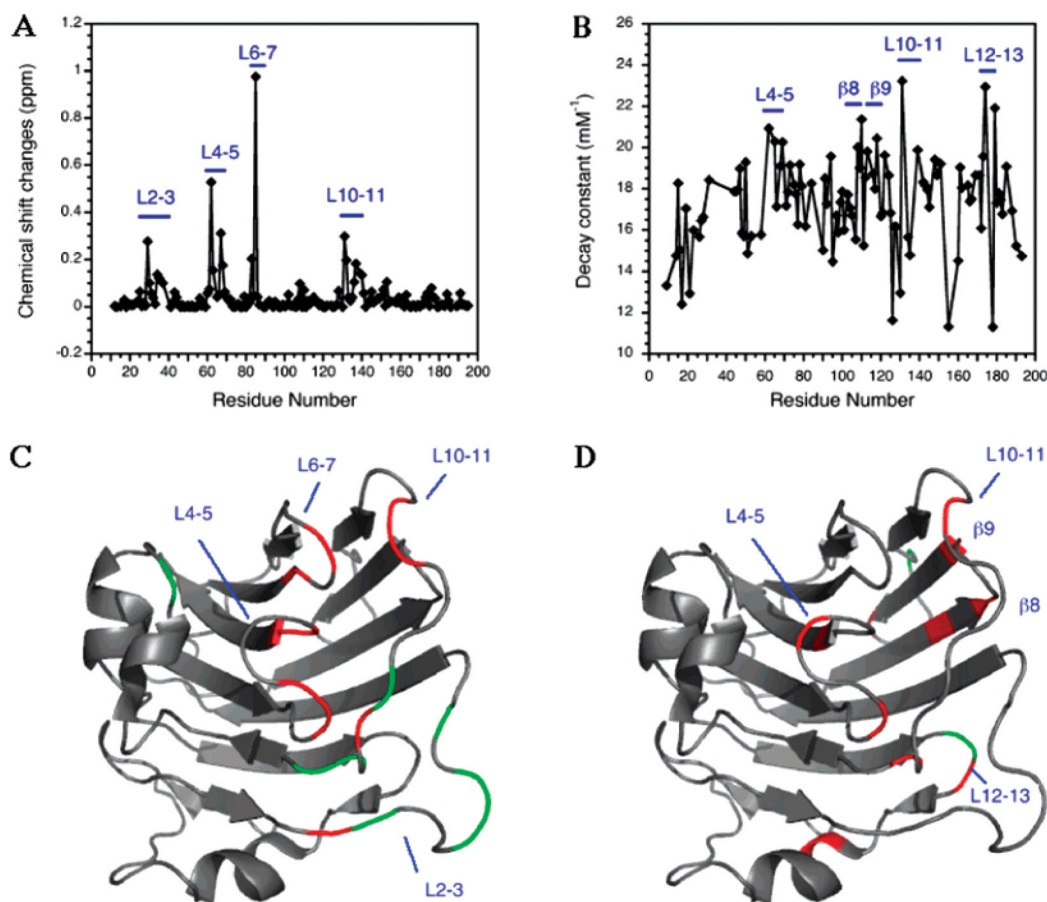 A
Chemical shift changes (ppm)
1.2
1
0.8
0.6
0.4
0.2
0
-0.2
L2-3
L4-5
L6-7
L10-11
0 20 40 60 80 100 120 140 160 180 200
Residue Number
B
Decay constant (mM⁻¹)
26
24
22
20
18
16
14
12
10
L4-5
β8
β9
L10-11
L12-13
0 20 40 60 80 100 120 140 160 180 200
Residue Number
C
L6-7
L10-11
L4-5
L2-3
D
L10-11
β9
L4-5
β8
L12-13